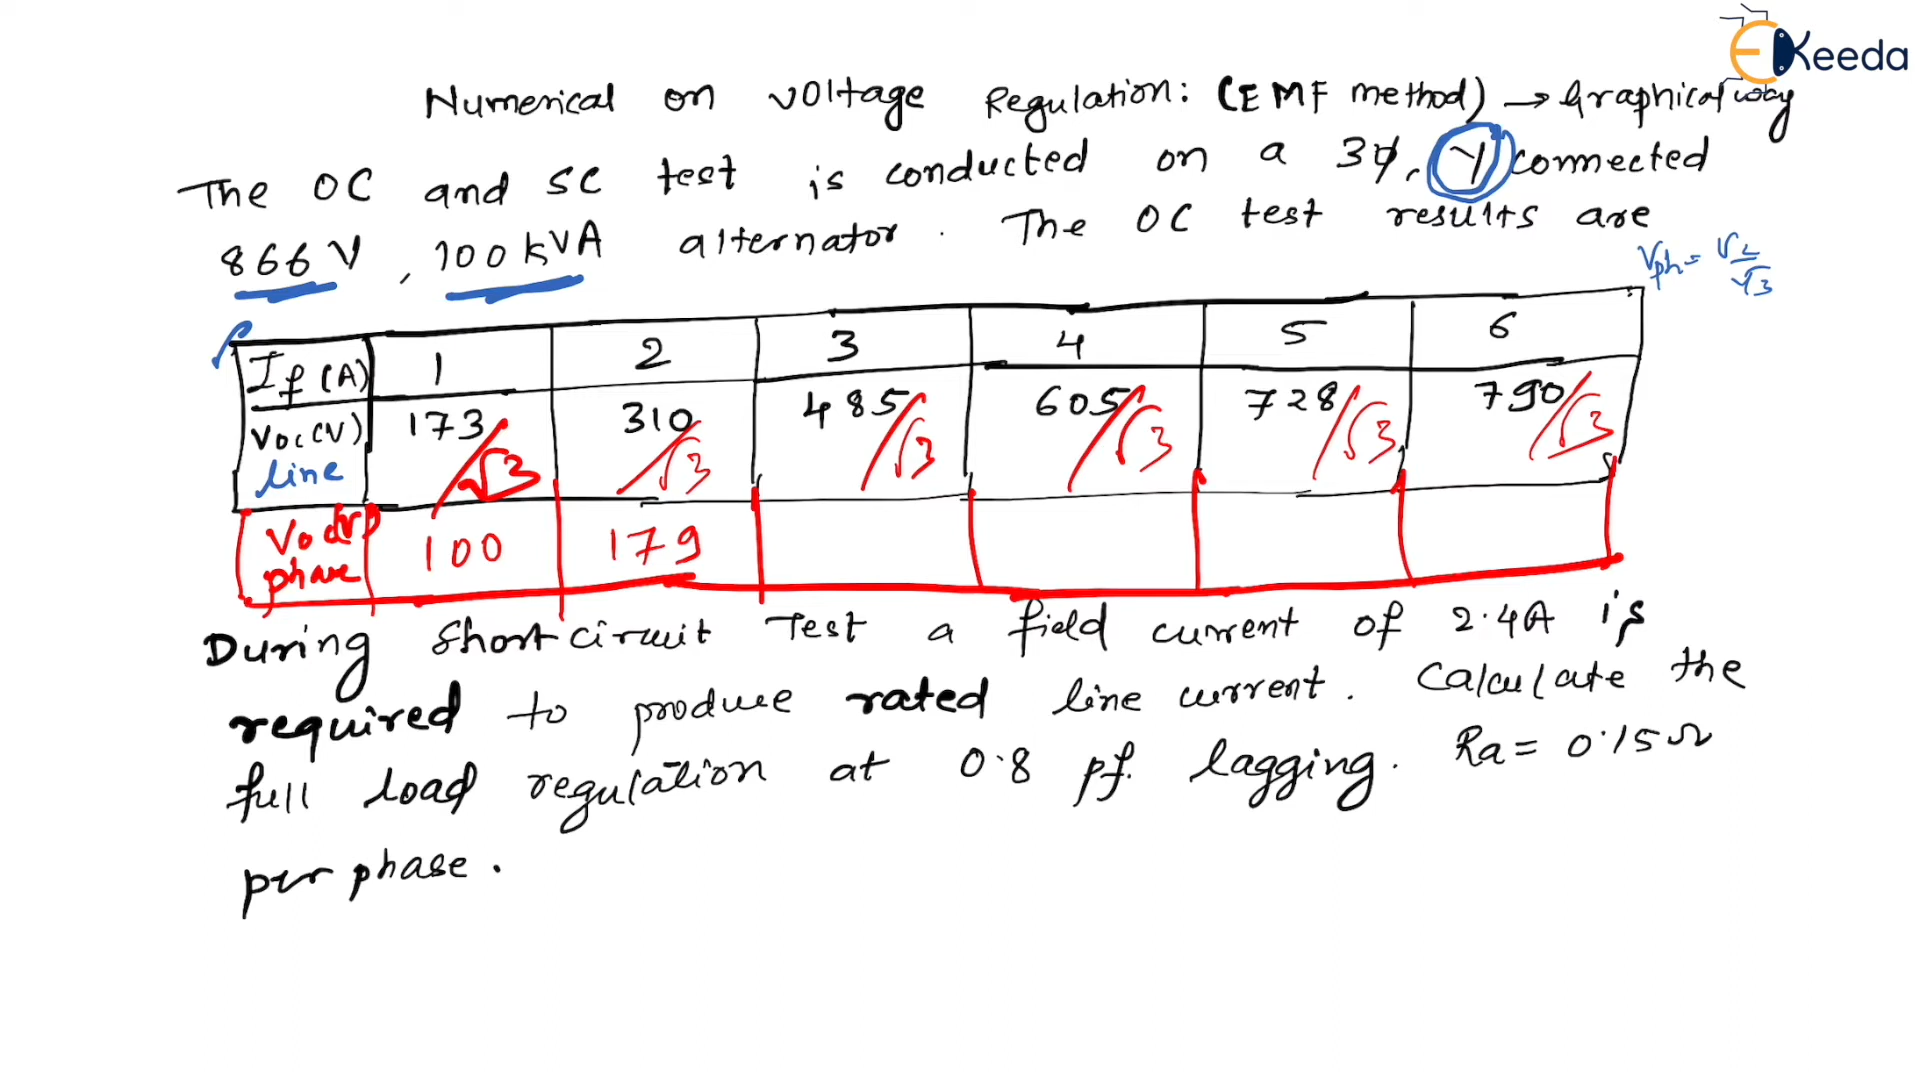 EKeeda
Numerical on voltage Regulation: (EMF method) → Graphical way
The OC and SC test is conducted on a 3φ, Y connected
866 V, 100 kVA alternator. The OC test results are
Vph = VL/√3
If (A) 1 2 3 4 5 6
Voc(V) line 173/√3 310/√3 485/√3 605/√3 728/√3 790/√3
phase 100 179
During short circuit Test a field current of 2.4A is
required to produce rated line current. Calculate the
full load regulation at 0.8 pf. lagging. Ra = 0.15Ω
per phase.